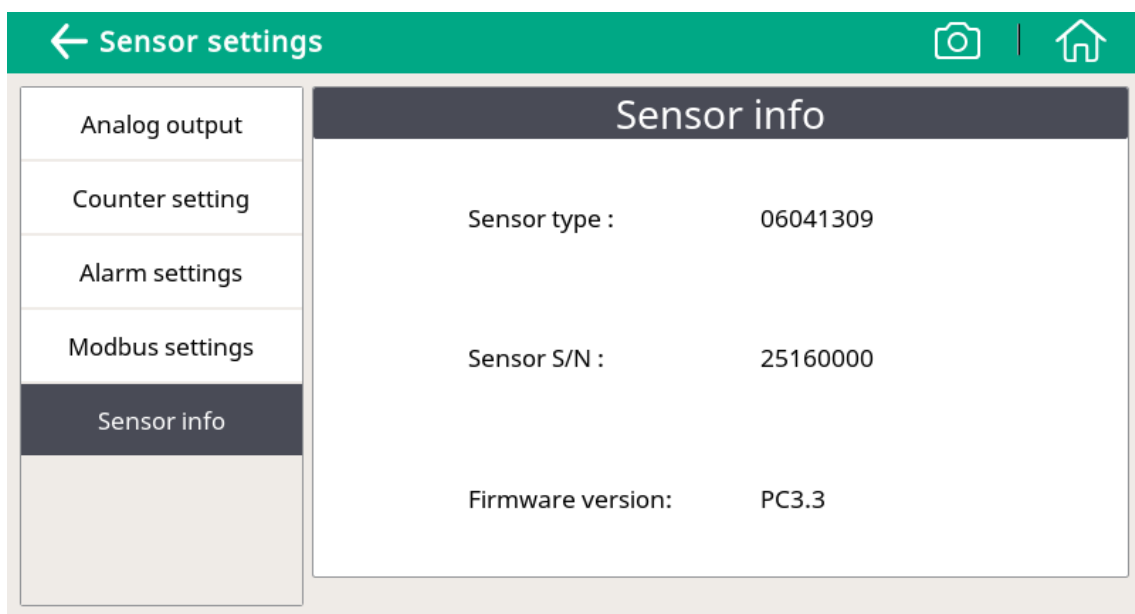 Sensor settings
Analog output
Counter setting
Alarm settings
Modbus settings
Sensor info
Sensor info
Sensor type : 06041309
Sensor S/N : 25160000
Firmware version: PC3.3